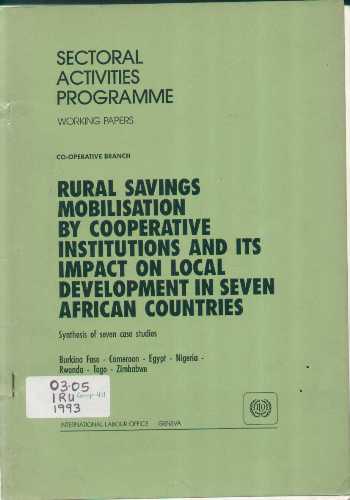 SECTORAL
ACTIVITIES
PROGRAMME
WORKING PAPERS
CO-OPERATIVE BRANCH
RURAL SAVINGS
MOBILISATION
BY COOPERATIVE
INSTITUTIONS AND ITS
IMPACT ON LOCAL
DEVELOPMENT IN SEVEN
AFRICAN COUNTRIES
Synthesis of seven case studies
Burkina Faso - Cameroon - Egypt - Nigeria -
Rwanda - Togo - Zimbabwe
03.05
IRU
1993
INTERNATIONAL LABOUR OFFICE GENEVA